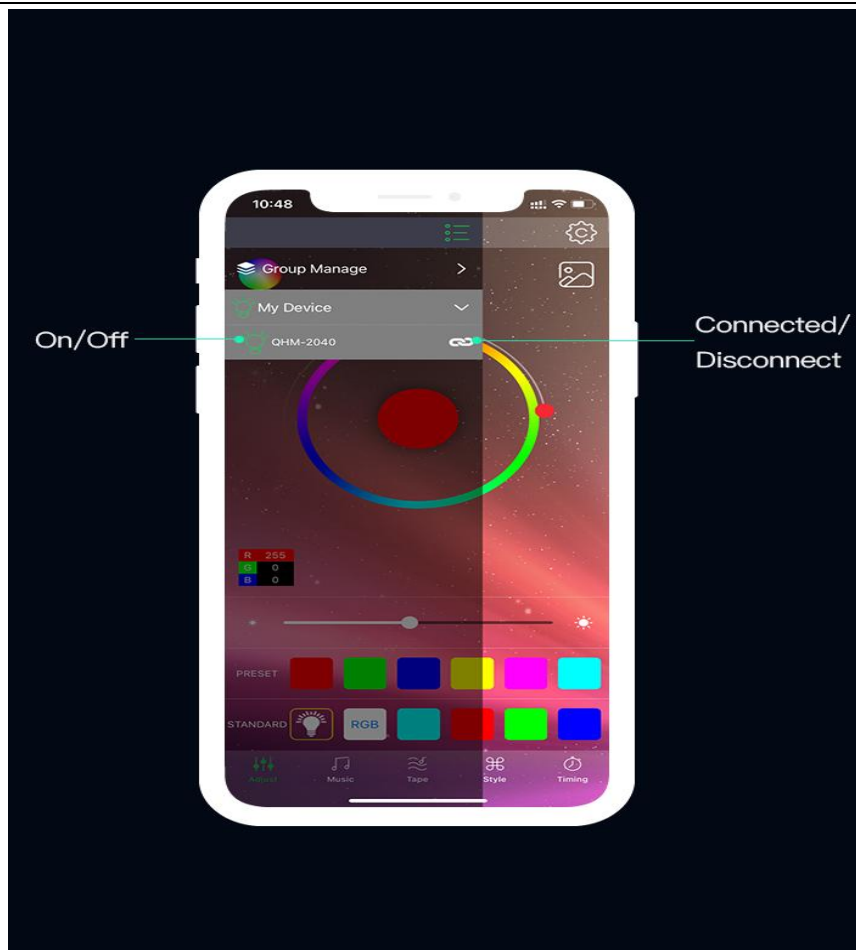 10:48
Group Manage
My Device
On/Off
QHM-2040
Connected/
Disconnect
R 255
G 0
B 0
PRESET
STANDARD
RGB
Adjust
Music
Tape
Style
Timing